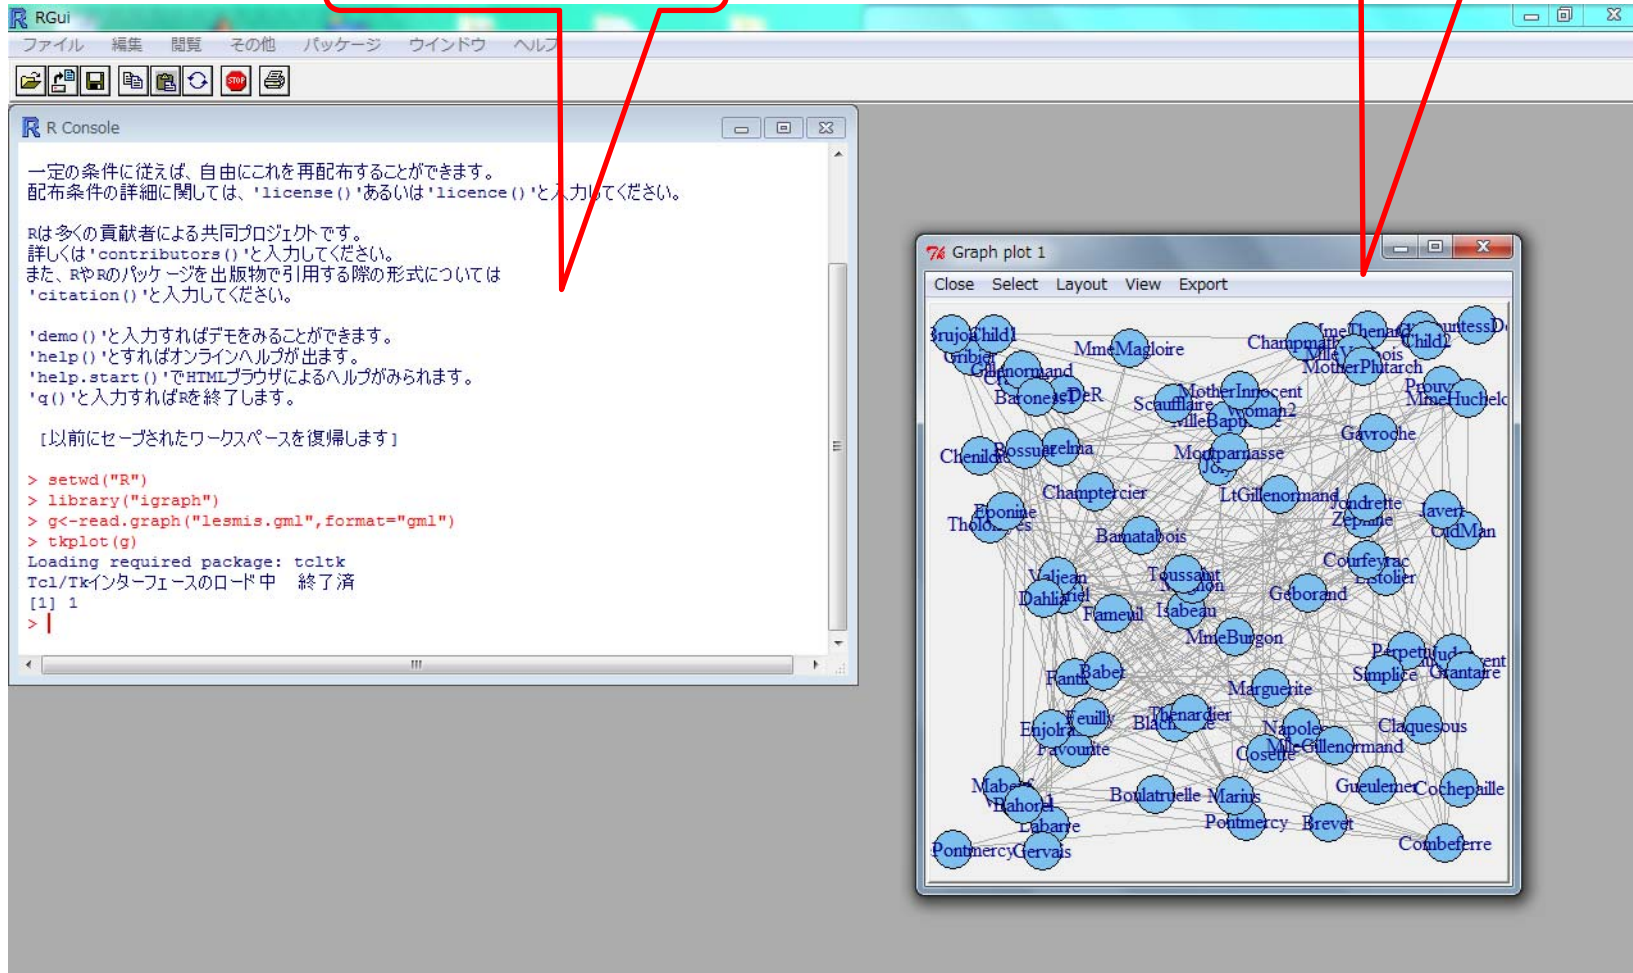 RGui
ファイル 編集 閲覧 その他 パッケージ ウインドウ ヘルプ
STOP
R Console
一定の条件に従えば、自由にこれを再配布することができます。
配布条件の詳細に関しては、'license()'あるいは'licence()'と入力してください。
Rは多くの貢献者による共同プロジェクトです。
詳しくは'contributors()'と入力してください。
また、RやRのパッケージを出版物で引用する際の形式については
'citation()'と入力してください。
'demo()'と入力すればデモをみることができます。
'help()'とすればオンラインヘルプが出ます。
'help.start()'でHTMLブラウザによるヘルプがみられます。
'q()'と入力すればRを終了します。
[以前にセーブされたワークスペースを復帰します]
> setwd("R")
> library("igraph")
> g<-read.graph("lesmis.gml",format="gml")
> tkplot(g)
Loading required package: tcltk
Tcl/Tkインターフェースのロード中 終了済
[1] 1
>
Graph plot 1
Close Select Layout View Export
Child1
MmeMagloire
Child2
Gribier
Gillenormand
MotherPlutarch
MotherInnocent
Scaufflaire
Woman2
Gavroche
Bossuet
Montparnasse
Champtercier
LtGillenormand
Jondrette
Eponine
Javert
OldMan
Zephine
Bamatabois
Courfeyrac
Valjean
Toussaint
Dahlia
Geborand
Fameuil
Isabeau
MmeBurgon
Babet
Simplice
Grantaire
Marguerite
Feuilly
Thenardier
Claquesous
Favourite
Cosette
MlleGillenormand
Gueulemer
Cochepaille
Bahorel
Boulatruelle
Marius
Labarre
Pontmercy
Brevet
Combeferre
Pontmercy
Gervais